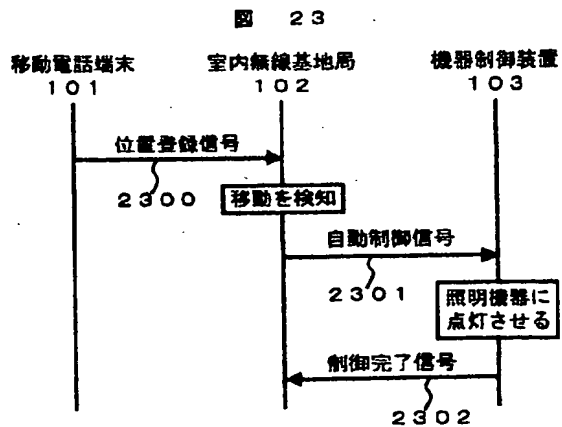 図 23
移動電話端末 室内無線基地局 機器制御装置
101 102 103
位置登録信号
2300
移動を検知
自動制御信号
2301
照明機器に
点灯させる
制御完了信号
2302